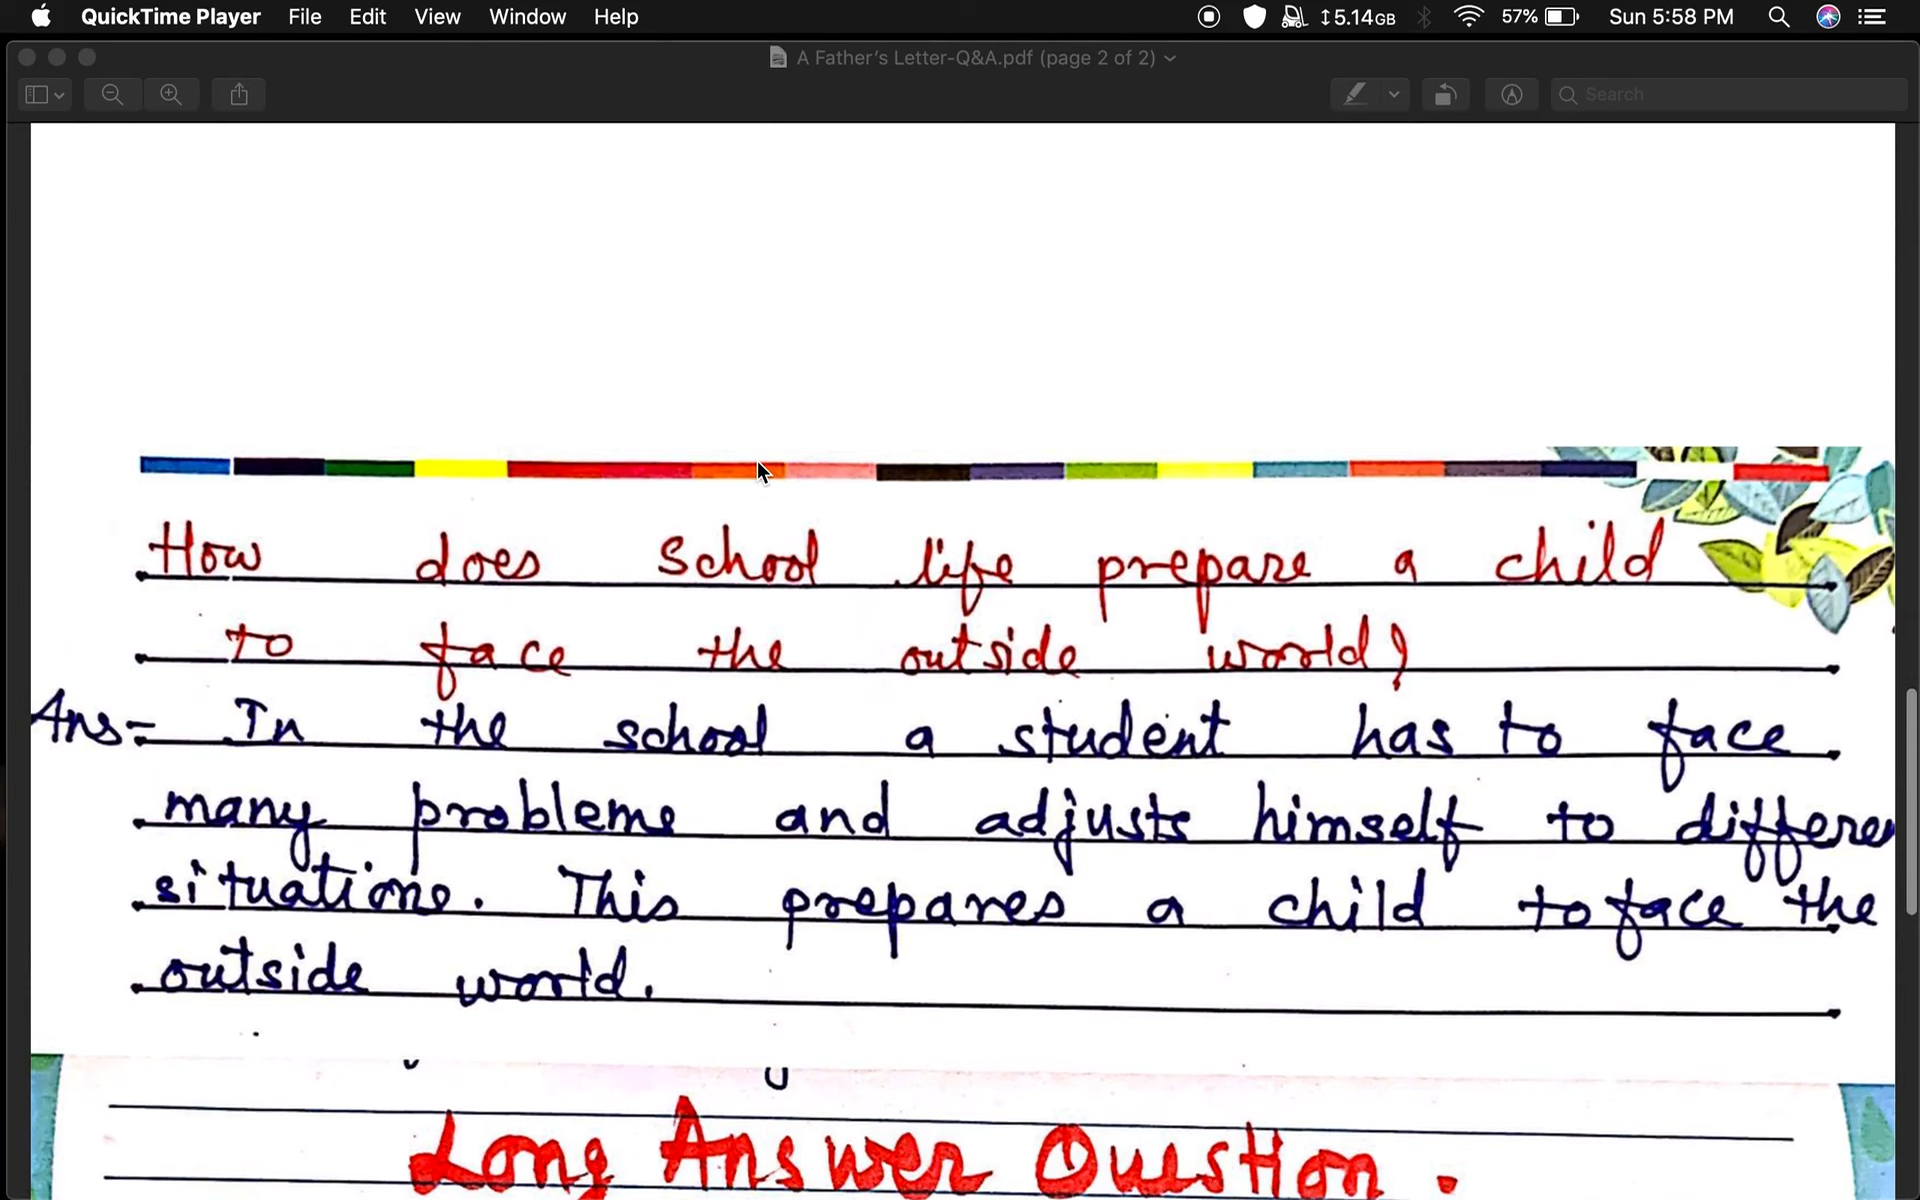 QuickTime Player File Edit View Window Help 5.14GB 57% Sun 5:58 PM
A Father's Letter-Q&A.pdf (page 2 of 2)
Search
How does School life prepare a child
to face the outside world?
Ans= In the school a student has to face
many problems and adjusts himself to differen
situations. This prepares a child to face the
outside world.
Long Answer Question.